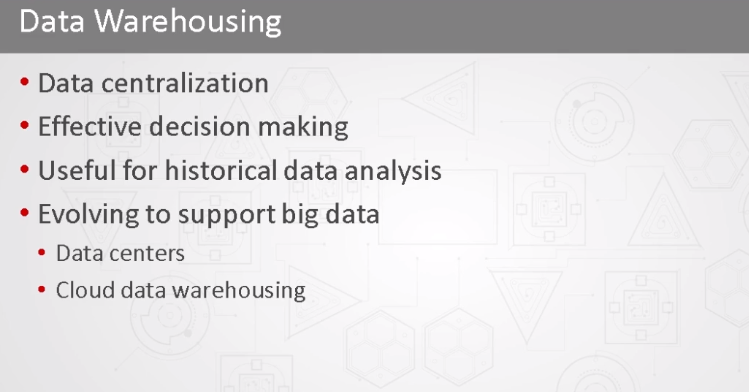 Data Warehousing
• Data centralization
• Effective decision making
• Useful for historical data analysis
• Evolving to support big data
• Data centers
• Cloud data warehousing